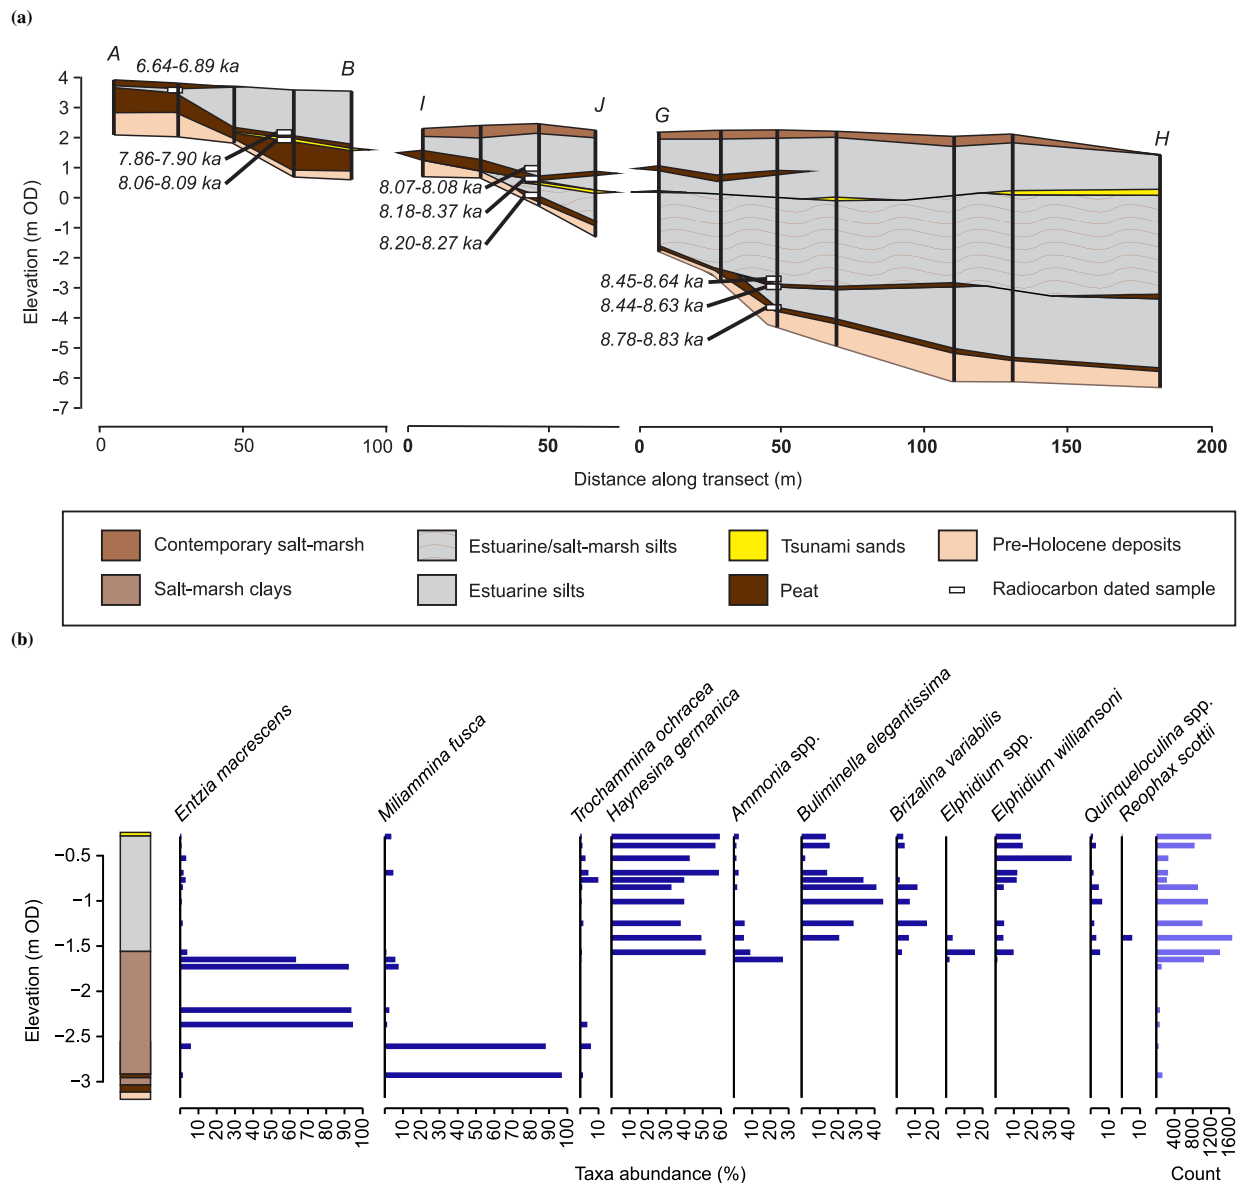 (a)
A
6.64-6.89 ka
B
I
J
G
H
4
3
2
1
0
-1
-2
-3
-4
-5
-6
-7
Elevation (m OD)
7.86-7.90 ka
8.06-8.09 ka
8.07-8.08 ka
8.18-8.37 ka
8.20-8.27 ka
8.45-8.64 ka
8.44-8.63 ka
8.78-8.83 ka
0 50 100 0 50 0 50 100 150 200
Distance along transect (m)
Contemporary salt-marsh
Estuarine/salt-marsh silts
Tsunami sands
Pre-Holocene deposits
Salt-marsh clays
Estuarine silts
Peat
Radiocarbon dated sample
(b)
Entzia macrescens
Miliammina fusca
Trochammina ochracea
Haynesina germanica
Ammonia spp.
Buliminella elegantissima
Brizalina variabilis
Elphidium spp.
Elphidium williamsoni
Quinqueloculina spp.
Reophax scottii
−0.5
−1
−1.5
−2
−2.5
−3
Elevation (m OD)
10 20 30 40 50 60 70 80 90 100
10 20 30 40 50 60 70 80 90 100
10
10 20 30 40 50 60
10 20 30
10 20 30 40
10 20
10 20
10 20 30 40
10
10
400 800 1200 1600
Taxa abundance (%)
Count